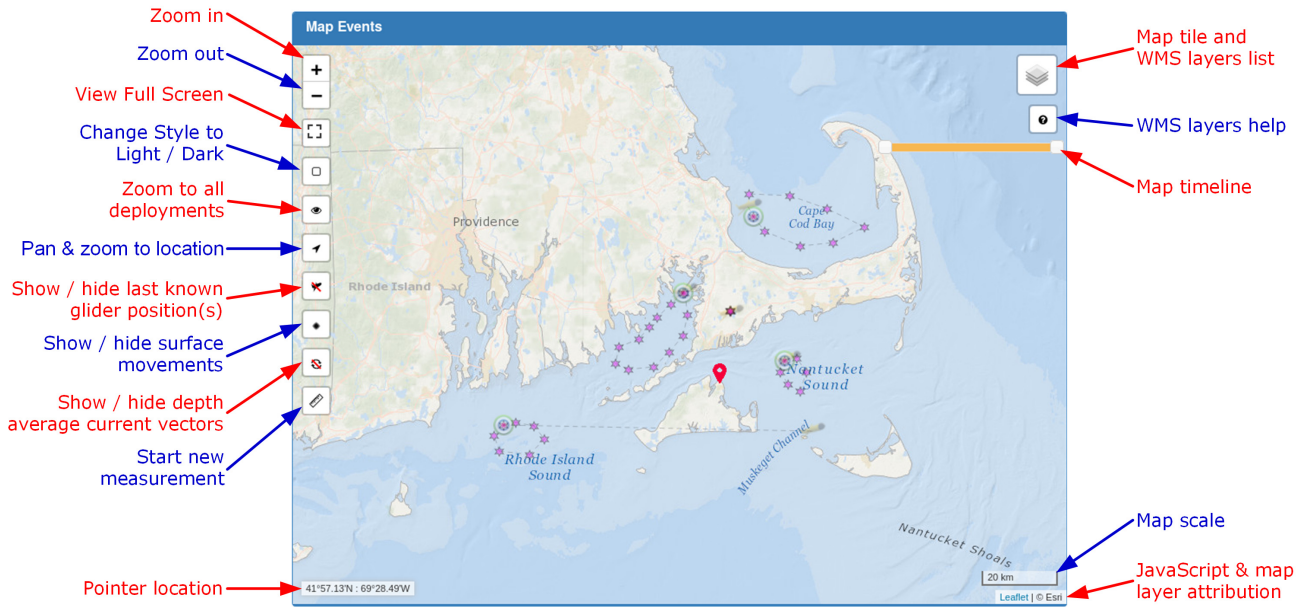 Zoom in
Zoom out
View Full Screen
Change Style to
Light / Dark
Zoom to all
deployments
Pan & zoom to location
Show / hide last known
glider position(s)
Show / hide surface
movements
Show / hide depth
average current vectors
Start new
measurement
Pointer location
Map Events
+
−
Providence
Rhode Island
Cape
Cod Bay
Nantucket
Sound
Rhode Island
Sound
Muskeget Channel
Nantucket Shoals
41°57.13'N : 69°28.49'W
20 km
Leaflet | © Esri
Map tile and
WMS layers list
?
WMS layers help
Map timeline
Map scale
JavaScript & map
layer attribution